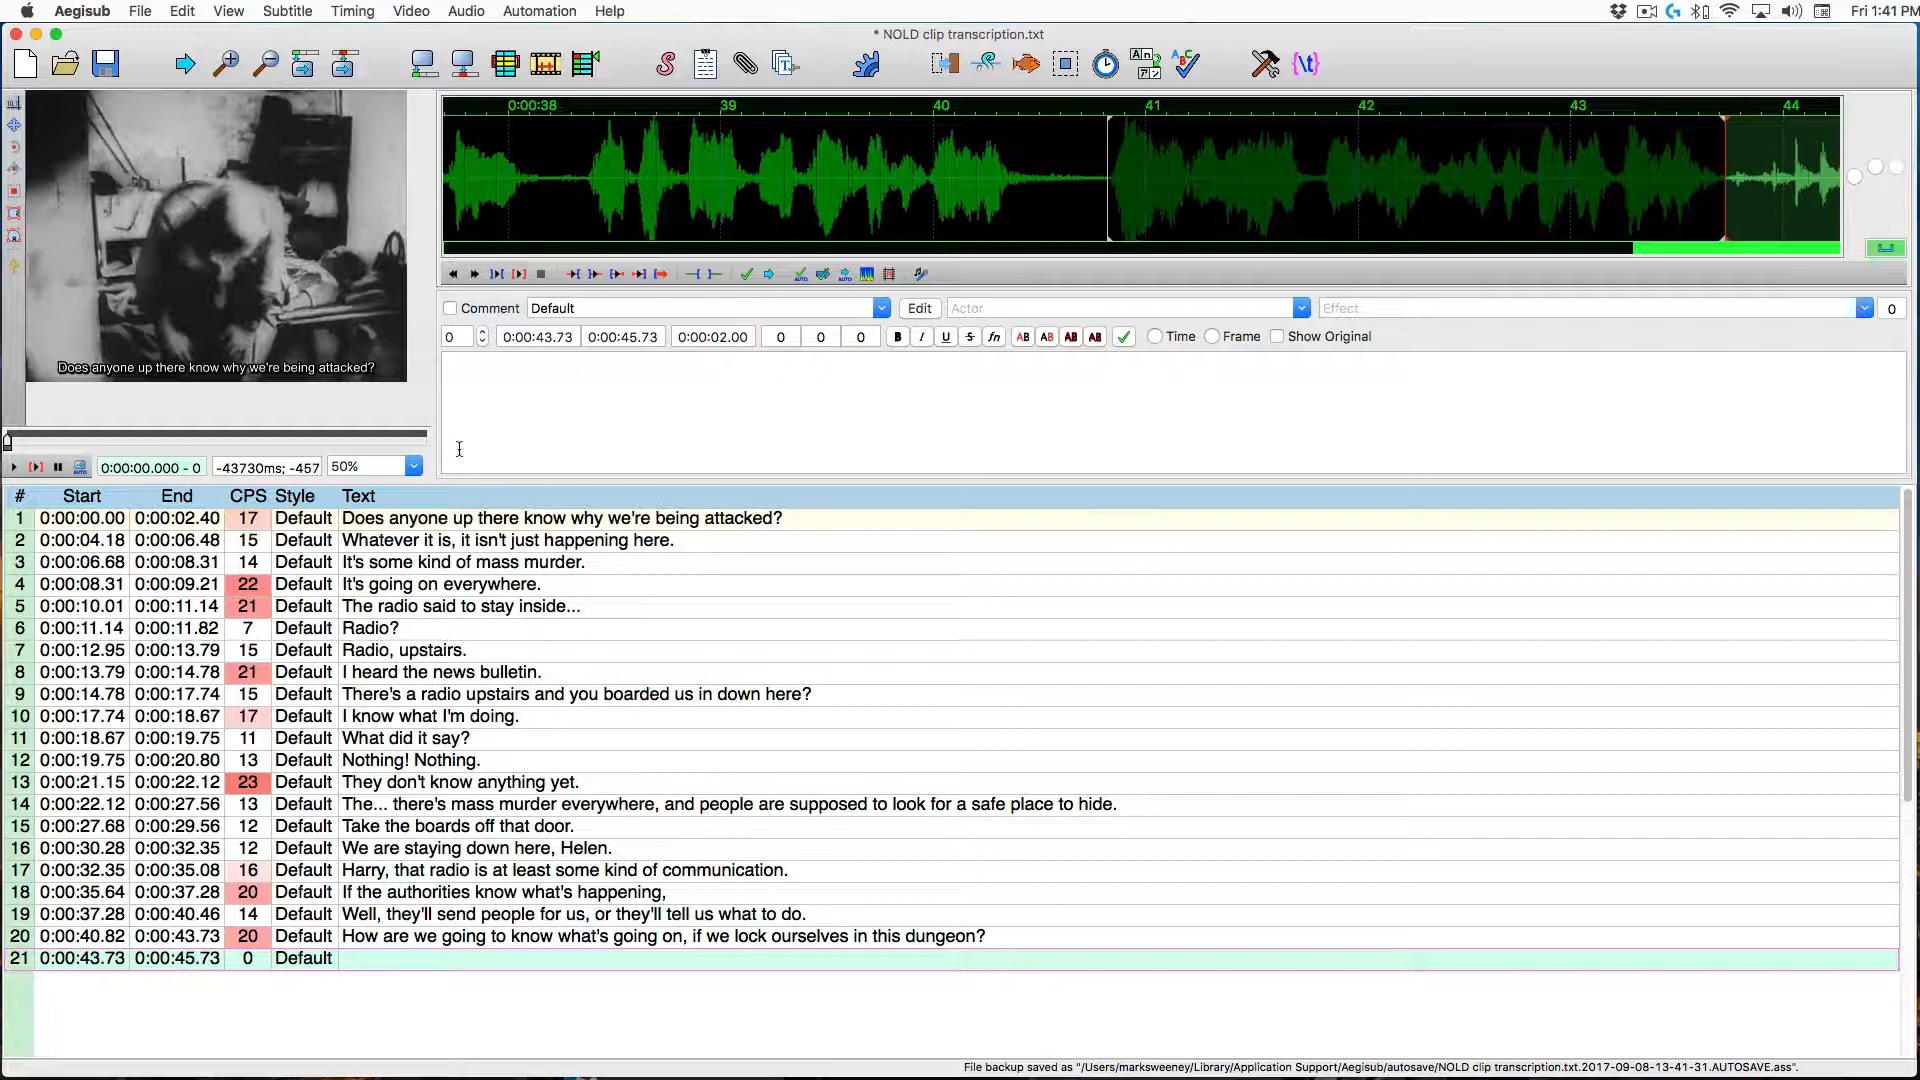 Aegisub File Edit View Subtitle Timing Video Audio Automation Help Fri 1:41 PM
* NOLD clip transcription.txt
0:00:38 39 40 41 42 43 44
Does anyone up there know why we're being attacked?
Comment Default Edit Actor Effect 0
0 0:00:43.73 0:00:45.73 0:00:02.00 0 0 0 B I U S fn AB AB AB AB Time Frame Show Original
0:00:00.000 - 0 -43730ms; -457 50%
# Start End CPS Style Text
1 0:00:00.00 0:00:02.40 17 Default Does anyone up there know why we're being attacked?
2 0:00:04.18 0:00:06.48 15 Default Whatever it is, it isn't just happening here.
3 0:00:06.68 0:00:08.31 14 Default It's some kind of mass murder.
4 0:00:08.31 0:00:09.21 22 Default It's going on everywhere.
5 0:00:10.01 0:00:11.14 21 Default The radio said to stay inside...
6 0:00:11.14 0:00:11.82 7 Default Radio?
7 0:00:12.95 0:00:13.79 15 Default Radio, upstairs.
8 0:00:13.79 0:00:14.78 21 Default I heard the news bulletin.
9 0:00:14.78 0:00:17.74 15 Default There's a radio upstairs and you boarded us in down here?
10 0:00:17.74 0:00:18.67 17 Default I know what I'm doing.
11 0:00:18.67 0:00:19.75 11 Default What did it say?
12 0:00:19.75 0:00:20.80 13 Default Nothing! Nothing.
13 0:00:21.15 0:00:22.12 23 Default They don't know anything yet.
14 0:00:22.12 0:00:27.56 13 Default The... there's mass murder everywhere, and people are supposed to look for a safe place to hide.
15 0:00:27.68 0:00:29.56 12 Default Take the boards off that door.
16 0:00:30.28 0:00:32.35 12 Default We are staying down here, Helen.
17 0:00:32.35 0:00:35.08 16 Default Harry, that radio is at least some kind of communication.
18 0:00:35.64 0:00:37.28 20 Default If the authorities know what's happening,
19 0:00:37.28 0:00:40.46 14 Default Well, they'll send people for us, or they'll tell us what to do.
20 0:00:40.82 0:00:43.73 20 Default How are we going to know what's going on, if we lock ourselves in this dungeon?
21 0:00:43.73 0:00:45.73 0 Default
File backup saved as "/Users/marksweeney/Library/Application Support/Aegisub/autosave/NOLD clip transcription.txt.2017-09-08-13-41-31.AUTOSAVE.ass".